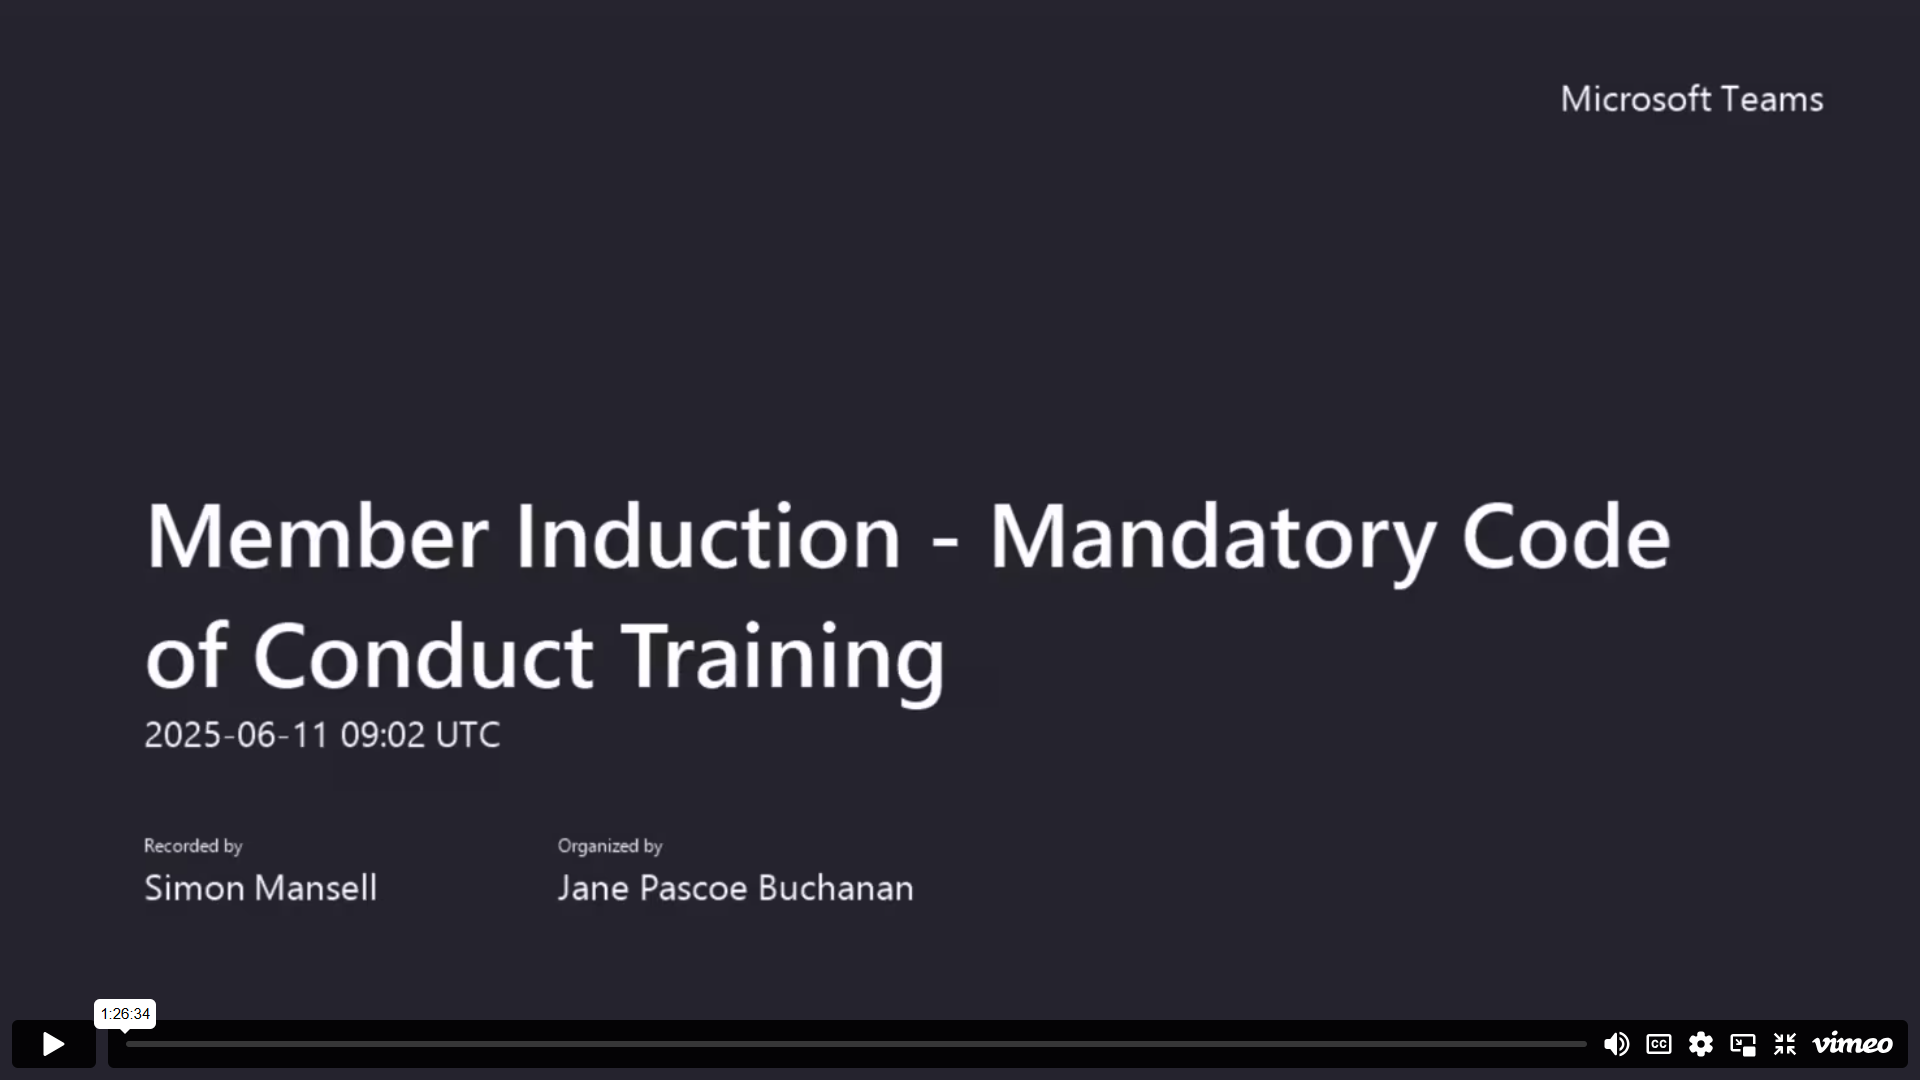 Microsoft Teams
Member Induction - Mandatory Code
of Conduct Training
2025-06-11 09:02 UTC
Recorded by
Organized by
Simon Mansell
Jane Pascoe Buchanan
1:26:34
CC
vimeo